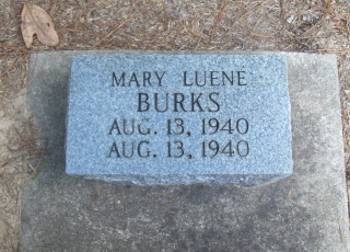 MARY LUENE
BURKS
AUG. 13, 1940
AUG. 13, 1940